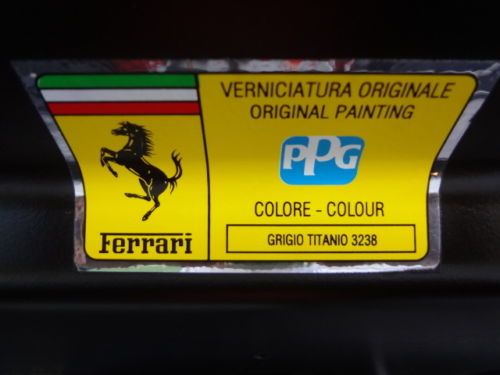 VERNICIATURA ORIGINALE
ORIGINAL PAINTING
PPG
COLORE - COLOUR
GRIGIO TITANIO 3238
Ferrari